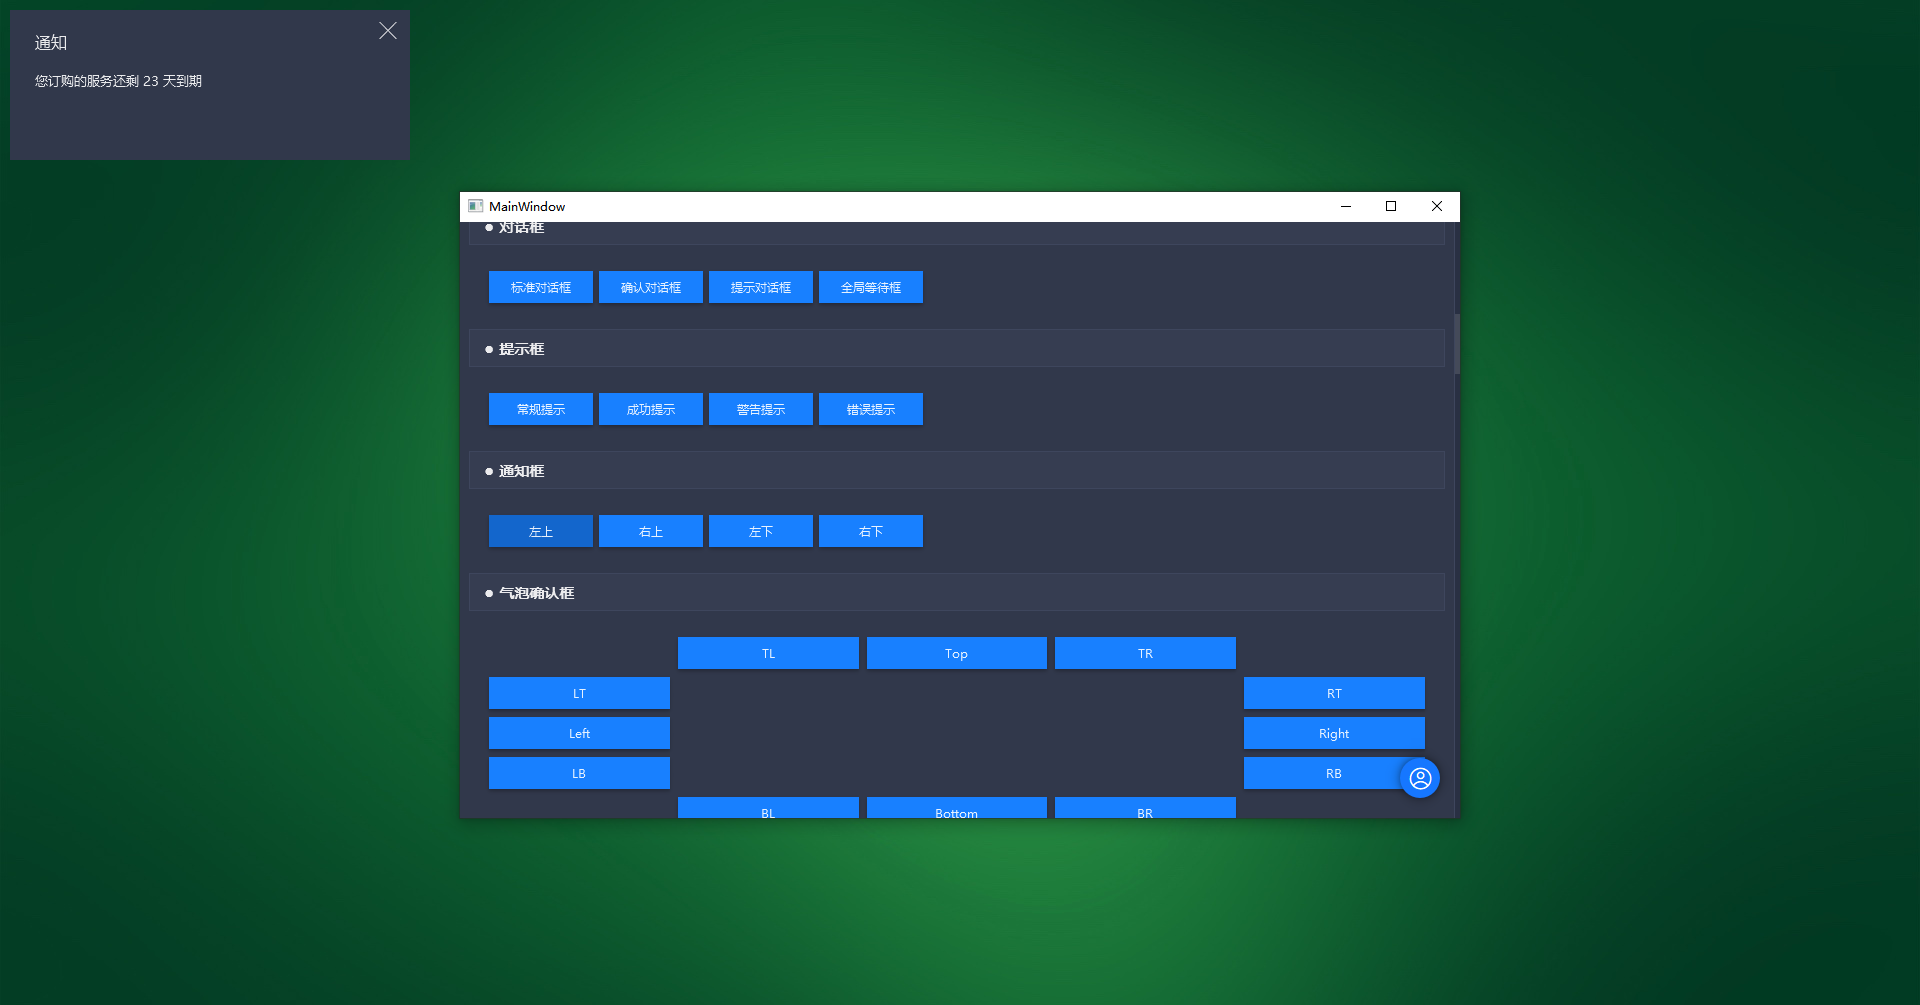 通知
您订购的服务还剩 23 天到期
MainWindow
● 对话框
标准对话框 确认对话框 提示对话框 全局等待框
● 提示框
常规提示 成功提示 警告提示 错误提示
● 通知框
左上 右上 左下 右下
● 气泡确认框
TL Top TR
LT RT
Left Right
LB RB
BL Bottom BR